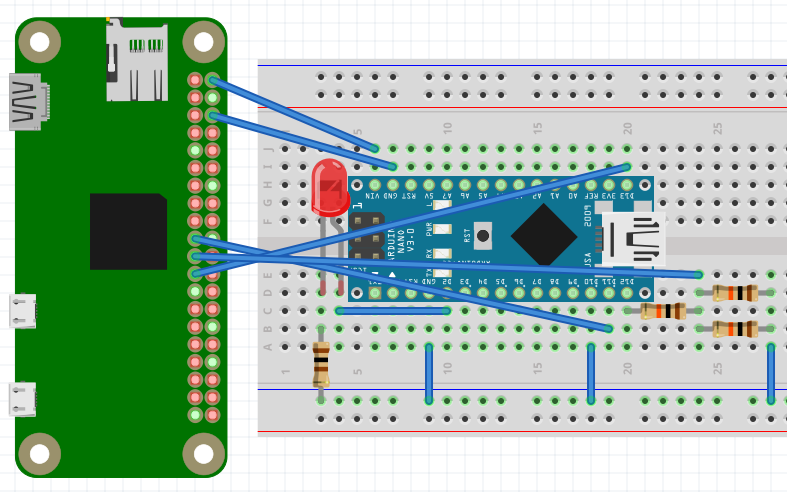 5 10 15 20 25
J
I
H
G
F
VIN GND RST 5V A7 A6 A5 A4 A3 A2 A1 A0 REF 3V3 D13
L
PWR
RX
TX
1
RST
ARDUINO
NANO
V3.0
2009
USA
TX1 GND D2 D3 D4 D5 D6 D7 D8 D9 D10 D11 D12
E
D
C
B
A
1 5 10 15 20 25